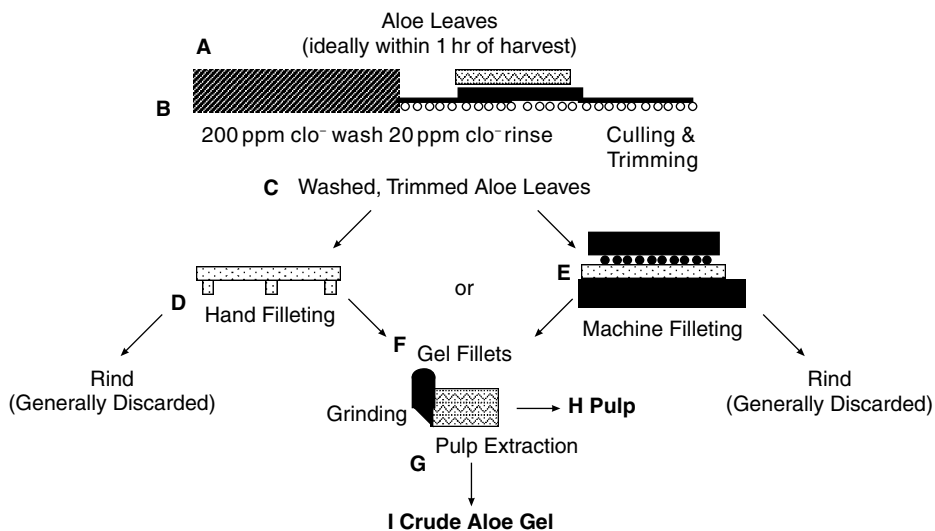 Aloe Leaves
(ideally within 1 hr of harvest)
A
B
200 ppm clo⁻ wash 20 ppm clo⁻ rinse
Culling &
Trimming
C Washed, Trimmed Aloe Leaves
D
Hand Filleting
or
E
Machine Filleting
Rind
(Generally Discarded)
F
Gel Fillets
Grinding
H Pulp
Rind
(Generally Discarded)
Pulp Extraction
G
I Crude Aloe Gel